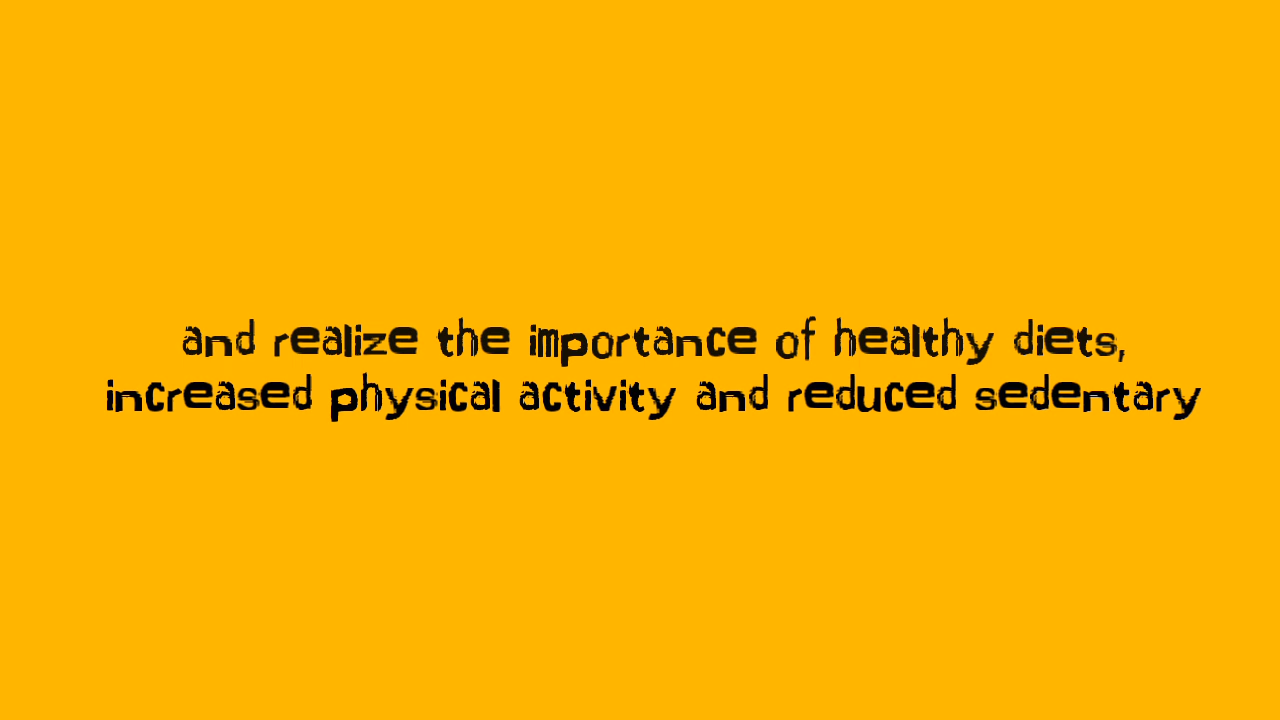 and realize the importance of healthy diets,
increased physical activity and reduced sedentary